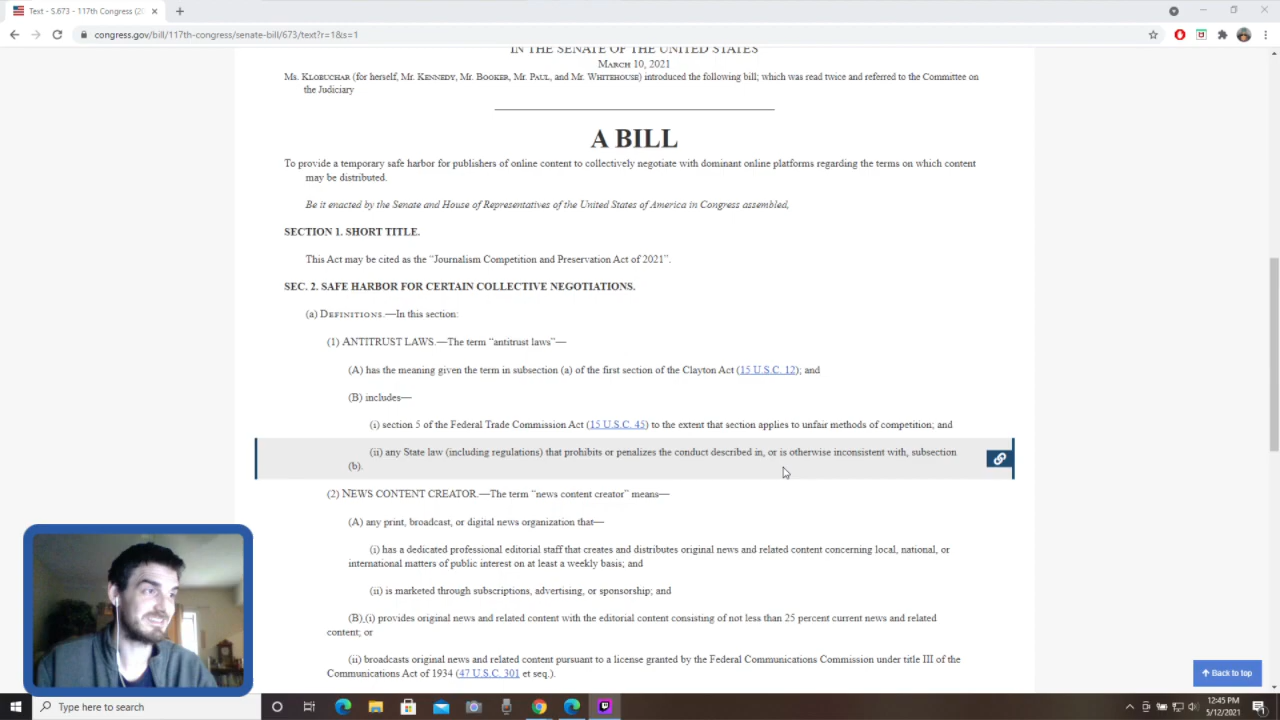 Text - S.673 - 117th Congress (20
congress.gov/bill/117th-congress/senate-bill/673/text?r=1&s=1
IN THE SENATE OF THE UNITED STATES
MARCH 10, 2021
Ms. KLOBUCHAR (for herself, Mr. KENNEDY, Mr. BOOKER, Mr. PAUL, and Mr. WHITEHOUSE) introduced the following bill; which was read twice and referred to the Committee on
the Judiciary
A BILL
To provide a temporary safe harbor for publishers of online content to collectively negotiate with dominant online platforms regarding the terms on which content
may be distributed.
Be it enacted by the Senate and House of Representatives of the United States of America in Congress assembled,
SECTION 1. SHORT TITLE.
This Act may be cited as the “Journalism Competition and Preservation Act of 2021”.
SEC. 2. SAFE HARBOR FOR CERTAIN COLLECTIVE NEGOTIATIONS.
(a) DEFINITIONS.—In this section:
(1) ANTITRUST LAWS.—The term “antitrust laws”—
(A) has the meaning given the term in subsection (a) of the first section of the Clayton Act (15 U.S.C. 12); and
(B) includes—
(i) section 5 of the Federal Trade Commission Act (15 U.S.C. 45) to the extent that section applies to unfair methods of competition; and
(ii) any State law (including regulations) that prohibits or penalizes the conduct described in, or is otherwise inconsistent with, subsection
(b).
(2) NEWS CONTENT CREATOR.—The term “news content creator” means—
(A) any print, broadcast, or digital news organization that—
(i) has a dedicated professional editorial staff that creates and distributes original news and related content concerning local, national, or
international matters of public interest on at least a weekly basis; and
(ii) is marketed through subscriptions, advertising, or sponsorship; and
(B) (i) provides original news and related content with the editorial content consisting of not less than 25 percent current news and related
content; or
(ii) broadcasts original news and related content pursuant to a license granted by the Federal Communications Commission under title III of the
Communications Act of 1934 (47 U.S.C. 301 et seq.).
Back to top
Type here to search
12:45 PM
5/12/2021